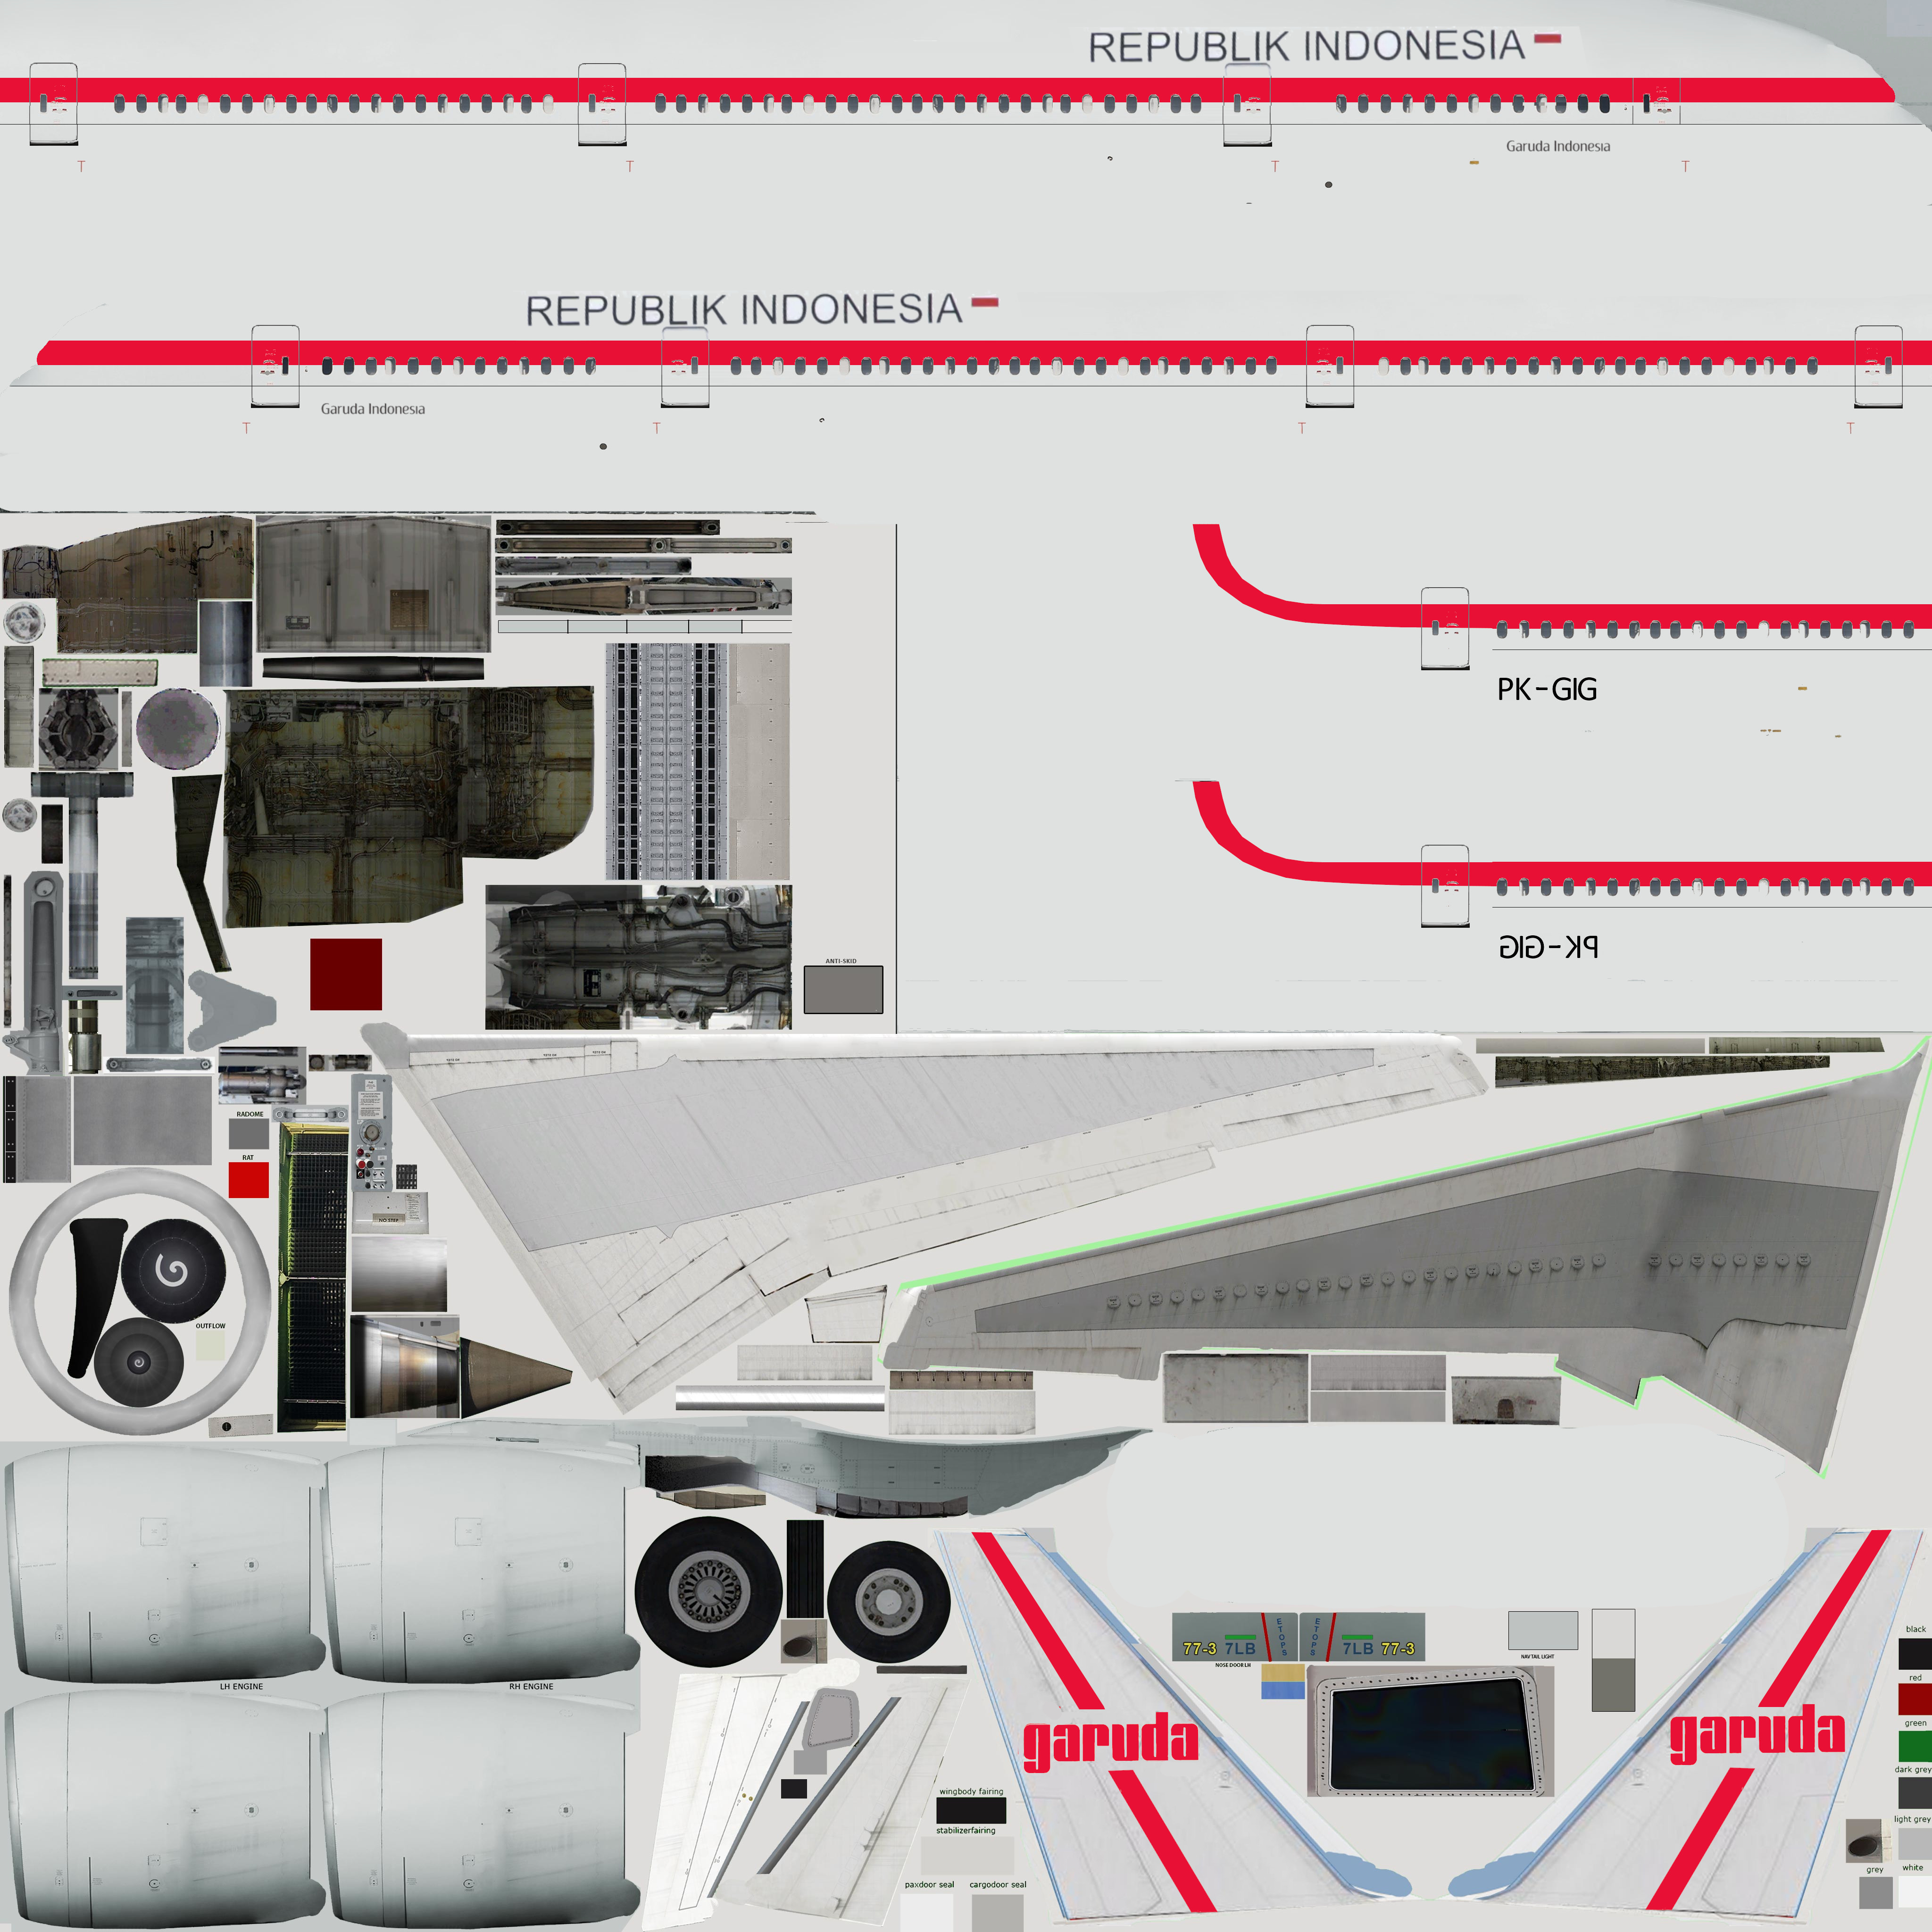 REPUBLIK INDONESIA
Garuda Indonesia
T T T T
REPUBLIK INDONESIA
Garuda Indonesia
T T T T
PK-GIG
PK-GIG
ANTI-SKID
RADOME
RAT
NO STEP
OUTFLOW
LH ENGINE
RH ENGINE
77-3 7LB ETOPS
ETOPS 7LB 77-3
NOSE DOOR LH
NAV TAIL LIGHT
garuda
garuda
wingbody fairing
stabilizerfairing
paxdoor seal
cargodoor seal
black
red
green
dark grey
light grey
grey
white